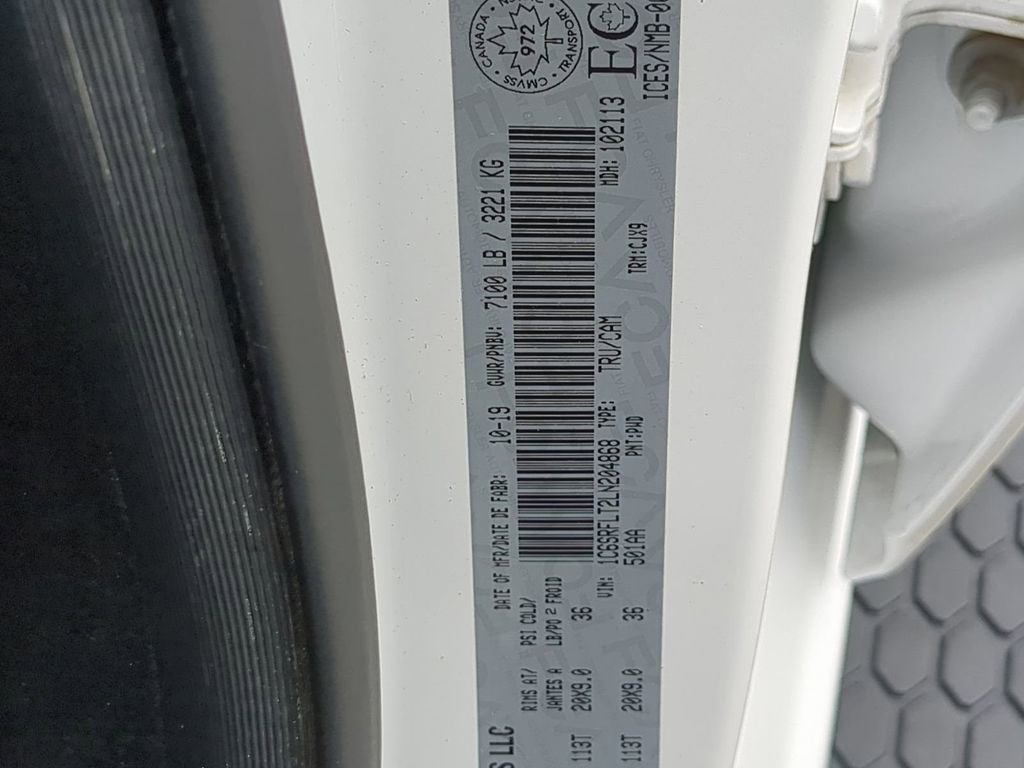 S LLC
DATE OF MFR/DATE DE FABR: 10-19 GVWR/PNBV: 7100 LB / 3221 KG
RIMS AT/ PSI COLD/
JANTES A LB/PO 2 FROID
113T 20X9.0 36
VIN: 1C6SRFLT2LN204868 TYPE: TRU/CAM MDH: 102113
113T 20X9.0 36 501AA PNT:PWD TRM:CJX9
CANADA
972
TRANSPORT
CMVSS
EC
ICES/NMB-00